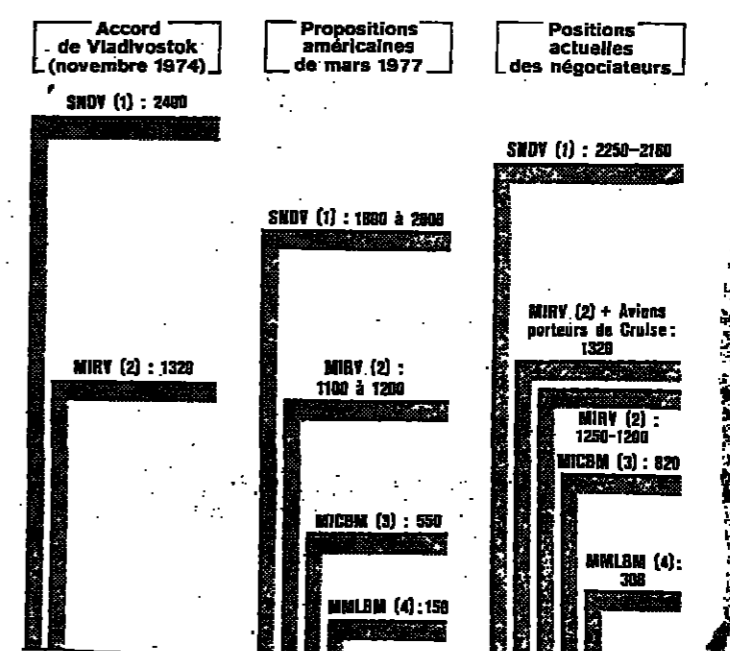 Accord
de Vladivostok
(novembre 1974)
SNDV (1) : 2400
MIRV (2) : 1320
Propositions
américaines
de mars 1977
SNDV (1) : 1800 à 2000
MIRV (2) :
1100 à 1200
MICBM (3) : 550
MMLBM (4) : 150
Positions
actuelles
des négociateurs
SNDV (1) : 2250-2160
MIRV (2) + Avions
porteurs de Cruise :
1320
MIRV (2) :
1250-1200
MICBM (3) : 820
MMLBM (4) :
308